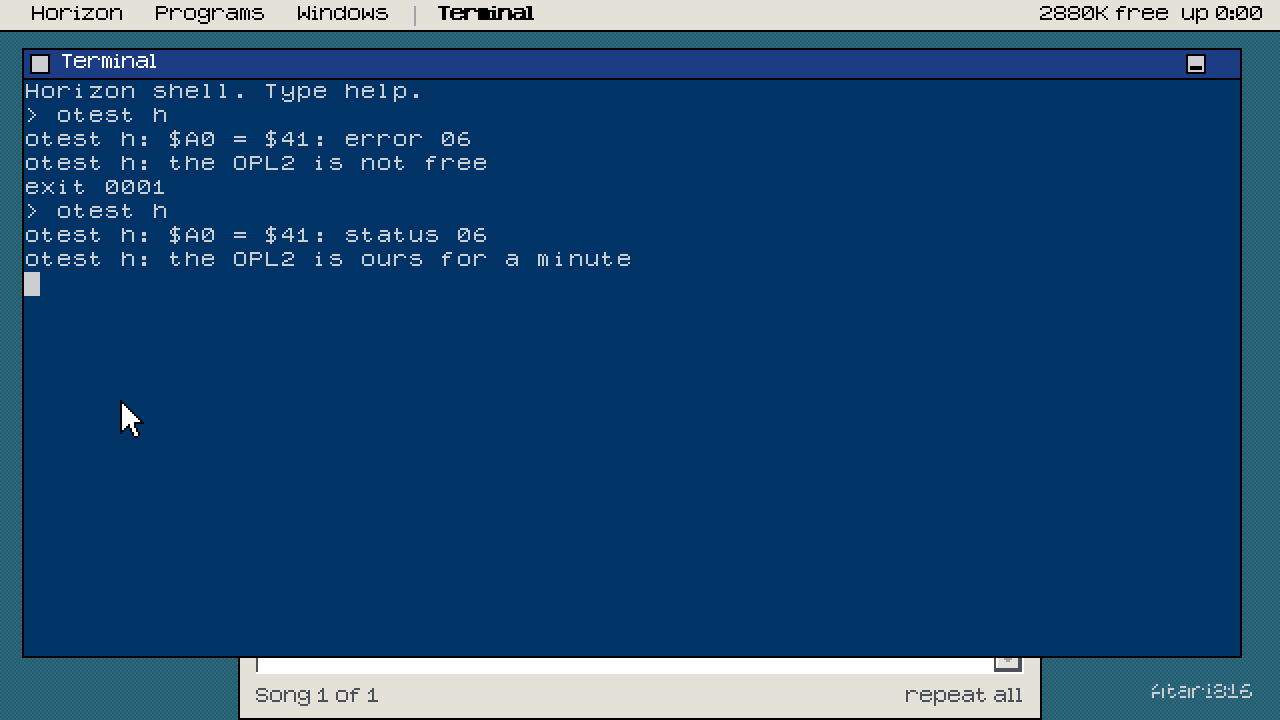 Horizon Programs Windows | Terminal 2880K free up 0:00
Terminal
Horizon shell. Type help.
> otest h
otest h: $A0 = $41: error 06
otest h: the OPL2 is not free
exit 0001
> otest h
otest h: $A0 = $41: status 06
otest h: the OPL2 is ours for a minute
Song 1 of 1 repeat all
Atari816